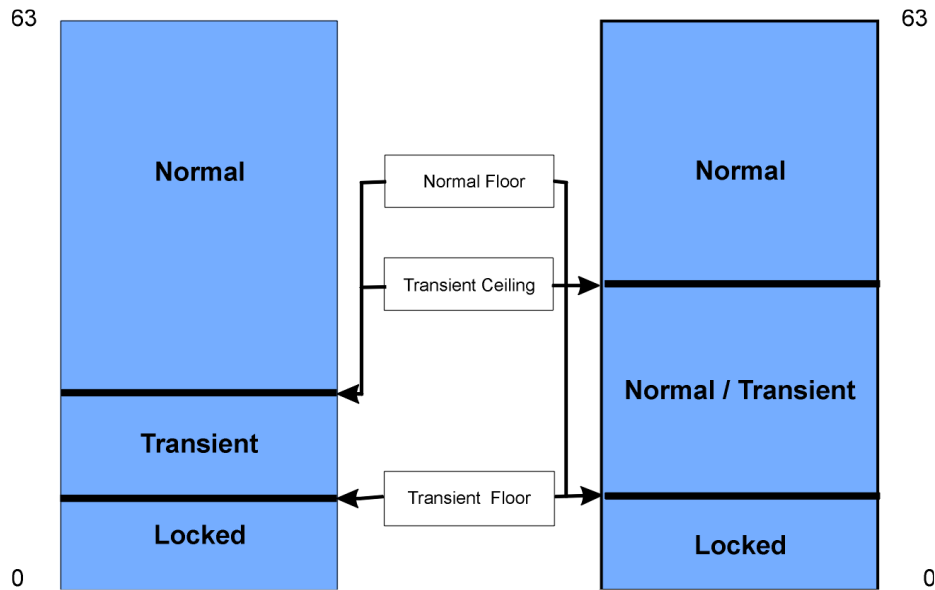 63
63
Normal
Normal
Normal Floor
Transient Ceiling
Normal / Transient
Transient
Transient Floor
Locked
Locked
0
0